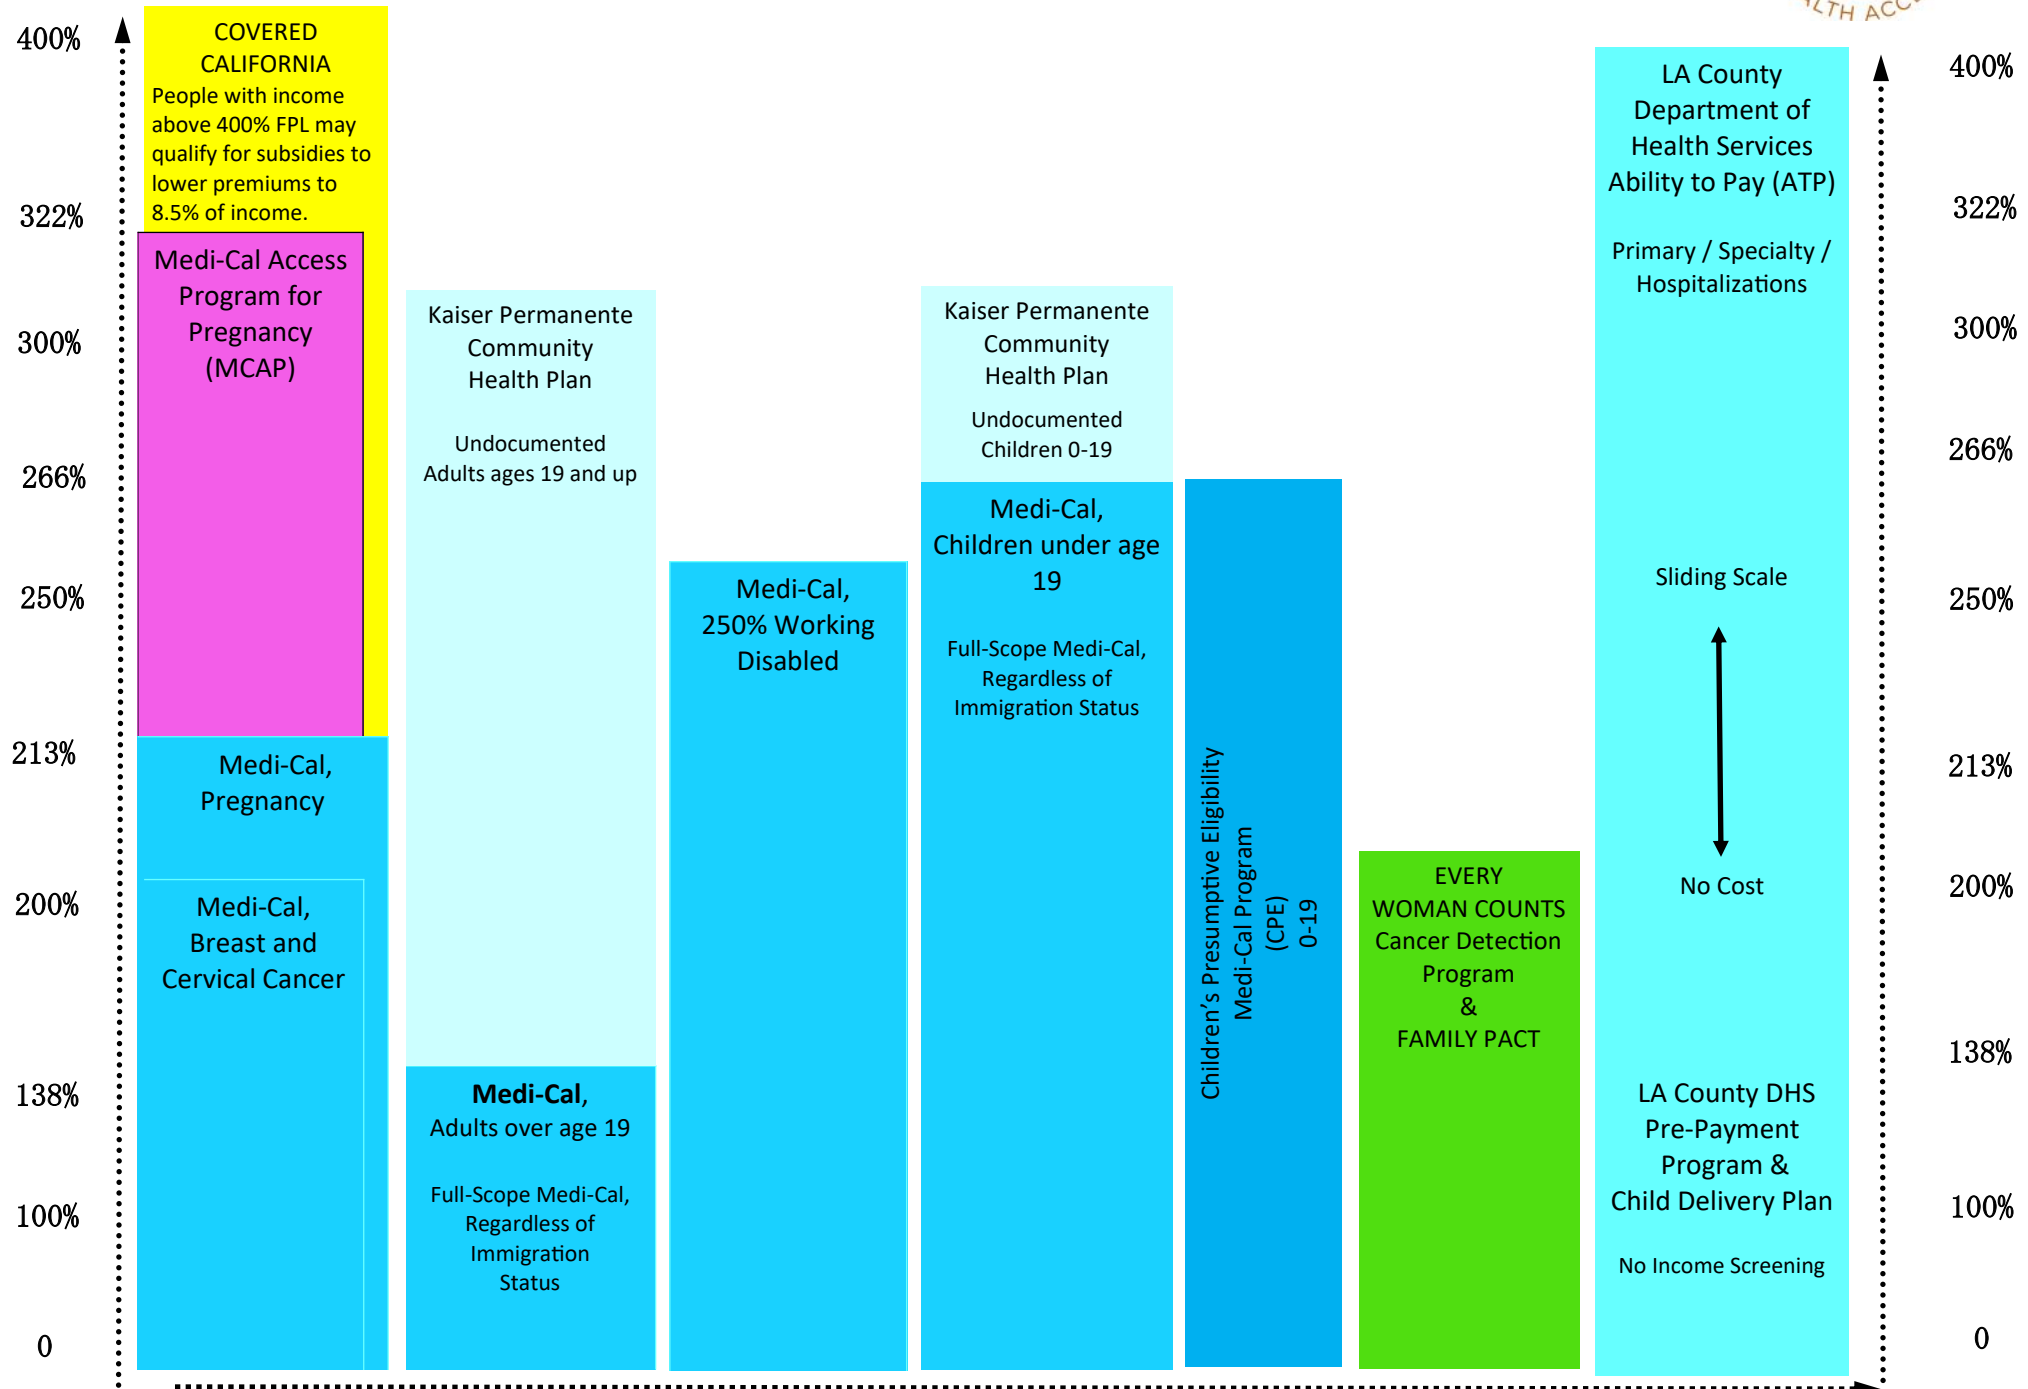 400%
322%
300%
266%
250%
213%
200%
138%
100%
0
COVERED
CALIFORNIA
People with income
above 400% FPL may
qualify for subsidies to
lower premiums to
8.5% of income.
Medi-Cal Access
Program for
Pregnancy
(MCAP)
Medi-Cal,
Pregnancy
Medi-Cal,
Breast and
Cervical Cancer
Kaiser Permanente
Community
Health Plan
Undocumented
Adults ages 19 and up
Medi-Cal,
Adults over age 19
Full-Scope Medi-Cal,
Regardless of
Immigration
Status
Medi-Cal,
250% Working
Disabled
Kaiser Permanente
Community
Health Plan
Undocumented
Children 0-19
Medi-Cal,
Children under age
19
Full-Scope Medi-Cal,
Regardless of
Immigration Status
Children's Presumptive Eligibility
Medi-Cal Program
(CPE)
0-19
EVERY
WOMAN COUNTS
Cancer Detection
Program
&
FAMILY PACT
LA County
Department of
Health Services
Ability to Pay (ATP)
Primary / Specialty /
Hospitalizations
Sliding Scale
No Cost
LA County DHS
Pre-Payment
Program &
Child Delivery Plan
No Income Screening
400%
322%
300%
266%
250%
213%
200%
138%
100%
0